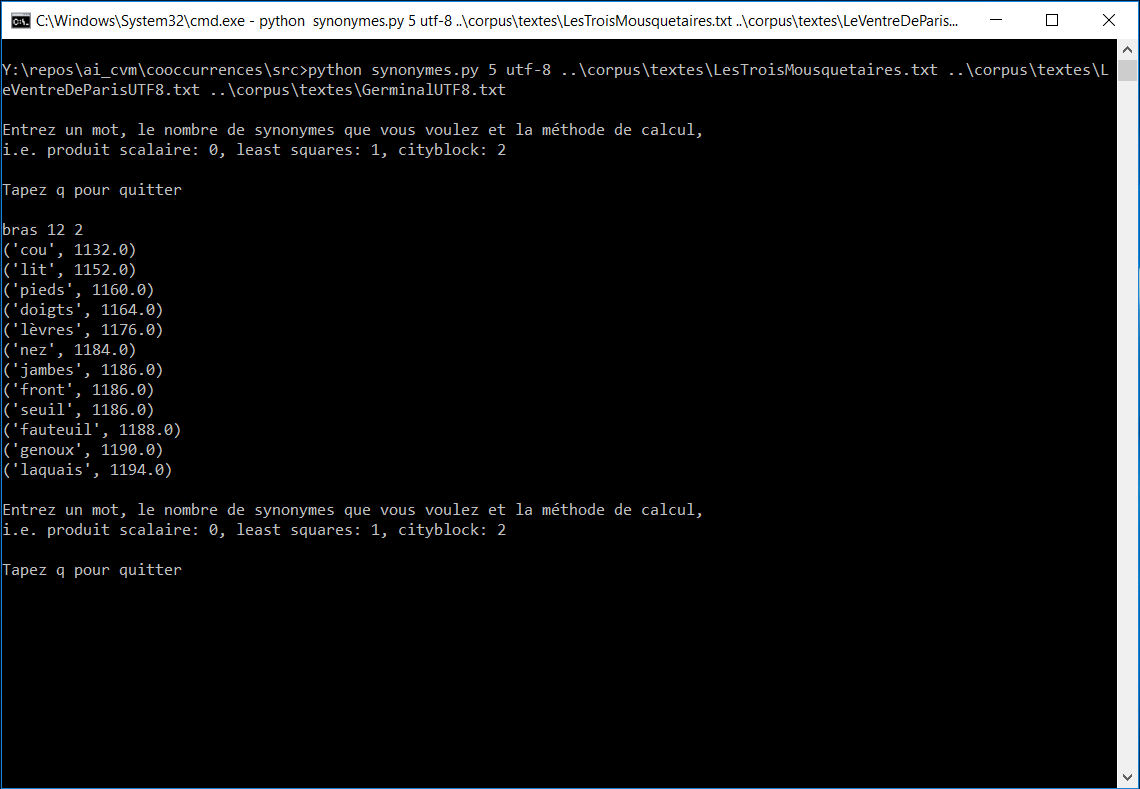 C:\Windows\System32\cmd.exe - python  synonymes.py 5 utf-8 ..\corpus\textes\LesTroisMousquetaires.txt ..\corpus\textes\LeVentreDeParis...
Y:\repos\ai_cvm\cooccurrences\src>python synonymes.py 5 utf-8 ..\corpus\textes\LesTroisMousquetaires.txt ..\corpus\textes\L
eVentreDeParisUTF8.txt ..\corpus\textes\GerminalUTF8.txt
Entrez un mot, le nombre de synonymes que vous voulez et la méthode de calcul,
i.e. produit scalaire: 0, least squares: 1, cityblock: 2
Tapez q pour quitter
bras 12 2
('cou', 1132.0)
('lit', 1152.0)
('pieds', 1160.0)
('doigts', 1164.0)
('lèvres', 1176.0)
('nez', 1184.0)
('jambes', 1186.0)
('front', 1186.0)
('seuil', 1186.0)
('fauteuil', 1188.0)
('genoux', 1190.0)
('laquais', 1194.0)
Entrez un mot, le nombre de synonymes que vous voulez et la méthode de calcul,
i.e. produit scalaire: 0, least squares: 1, cityblock: 2
Tapez q pour quitter